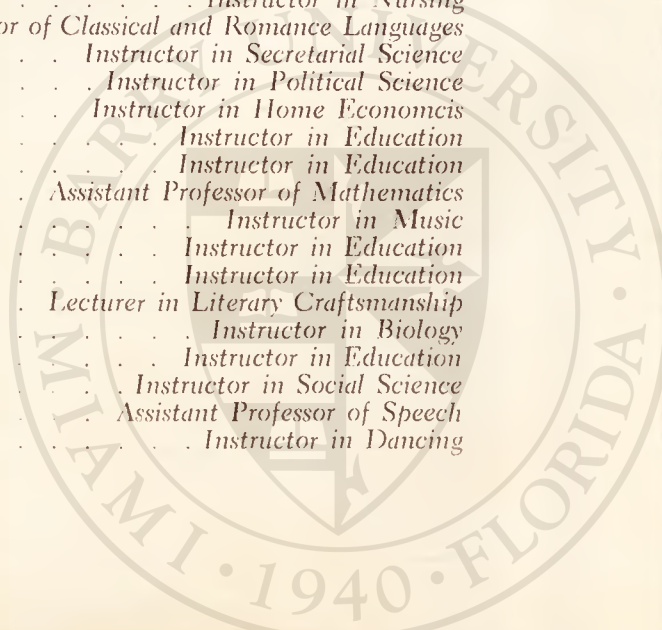 . . . . . . Instructor in Nursing
or of Classical and Romance Languages
. . Instructor in Secretarial Science
. . . Instructor in Political Science
. . Instructor in Home Economcis
. . . . . Instructor in Education
. . . . . Instructor in Education
. Assistant Professor of Mathematics
. . . . . . Instructor in Music
. . . . . Instructor in Education
. . . . . Instructor in Education
. Lecturer in Literary Craftsmanship
. . . . . . Instructor in Biology
. . . . . Instructor in Education
. . . . Instructor in Social Science
. . . Assistant Professor of Speech
. . . . . . Instructor in Dancing
BARRY UNIVERSITY
MIAMI · 1940 · FLORIDA